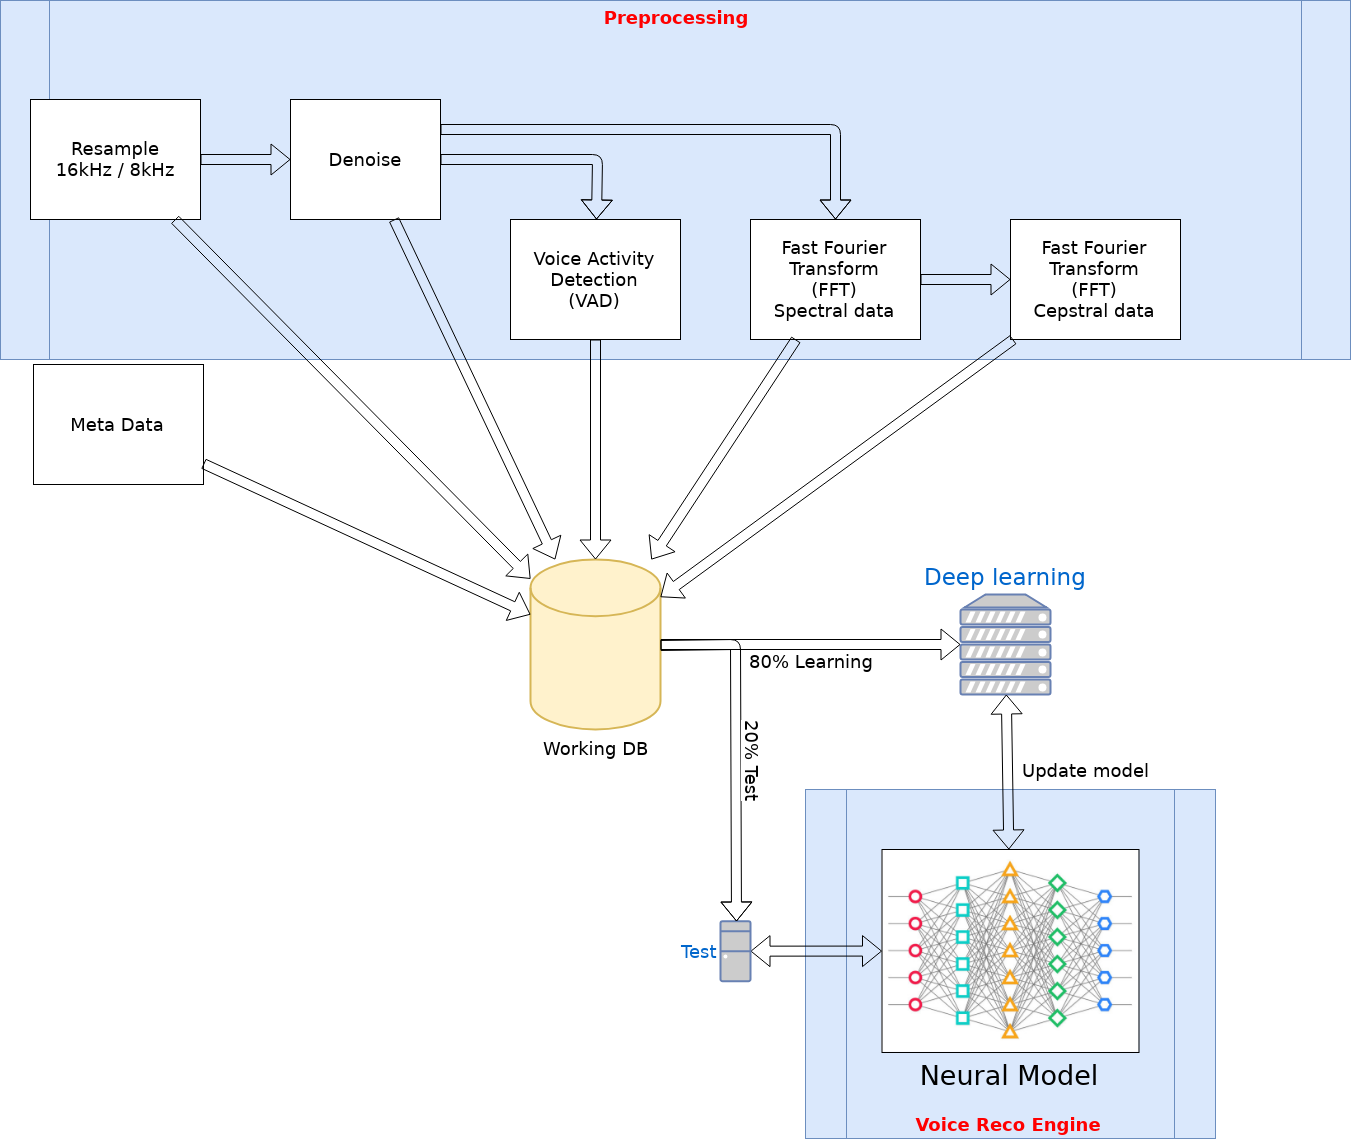 Preprocessing
Resample
16kHz / 8kHz
Denoise
Voice Activity
Detection
(VAD)
Fast Fourier
Transform
(FFT)
Spectral data
Fast Fourier
Transform
(FFT)
Cepstral data
Meta Data
Deep learning
80% Learning
Working DB
20% Test
Update model
Test
Neural Model
Voice Reco Engine